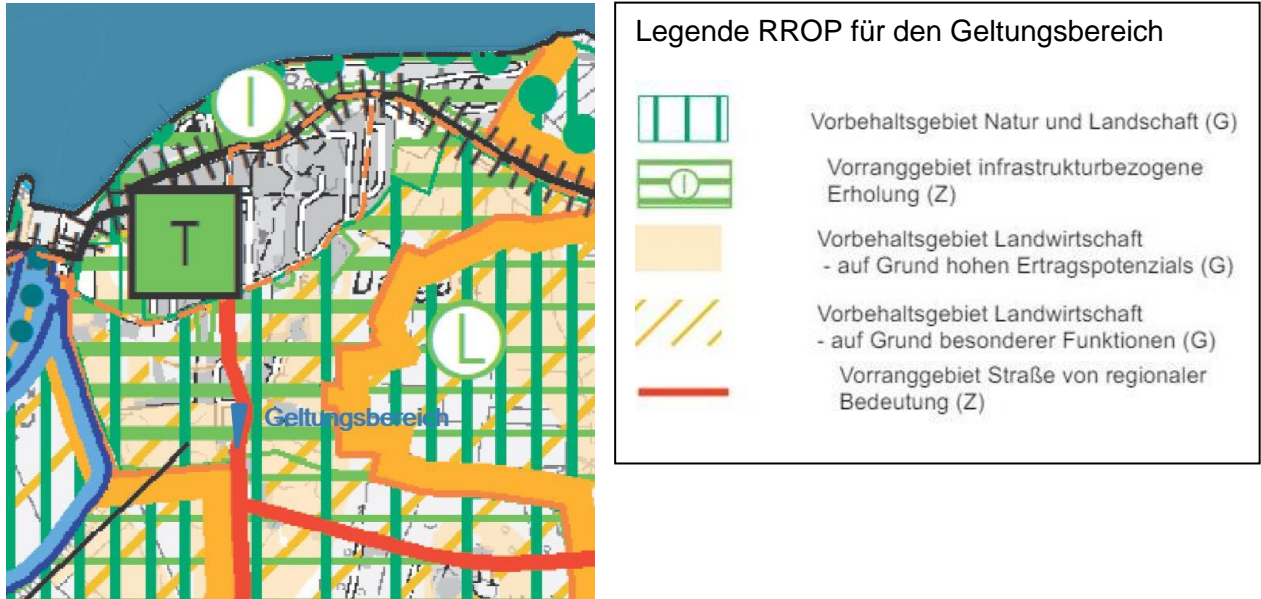 I
T
L
Geltungsbereich
Legende RROP für den Geltungsbereich
Vorbehaltsgebiet Natur und Landschaft (G)
I
Vorranggebiet infrastrukturbezogene
Erholung (Z)
Vorbehaltsgebiet Landwirtschaft
- auf Grund hohen Ertragspotenzials (G)
Vorbehaltsgebiet Landwirtschaft
- auf Grund besonderer Funktionen (G)
Vorranggebiet Straße von regionaler
Bedeutung (Z)